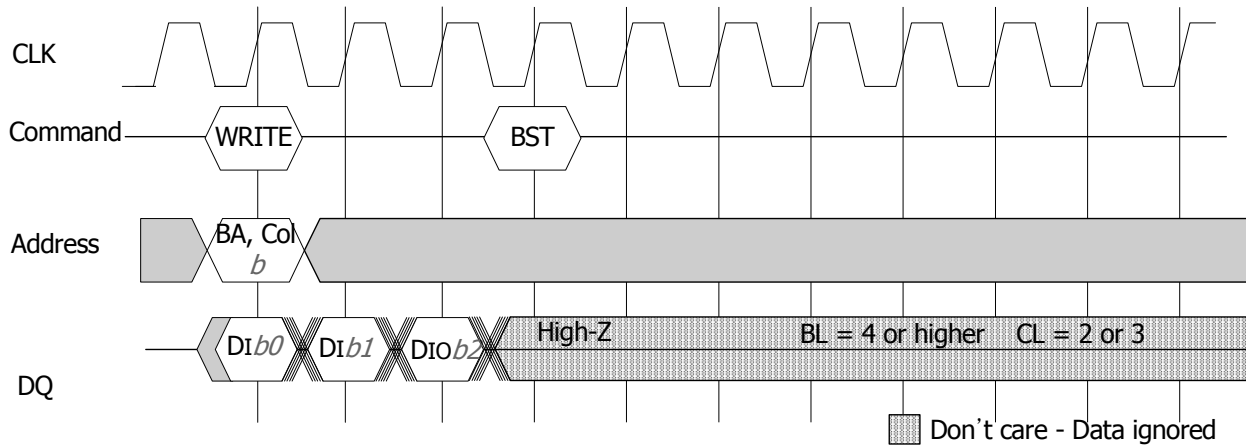 CLK
Command WRITE BST
Address BA, Col
b
DIb0 DIb1 DIOb2 High-Z BL = 4 or higher CL = 2 or 3
DQ
Don't care - Data ignored